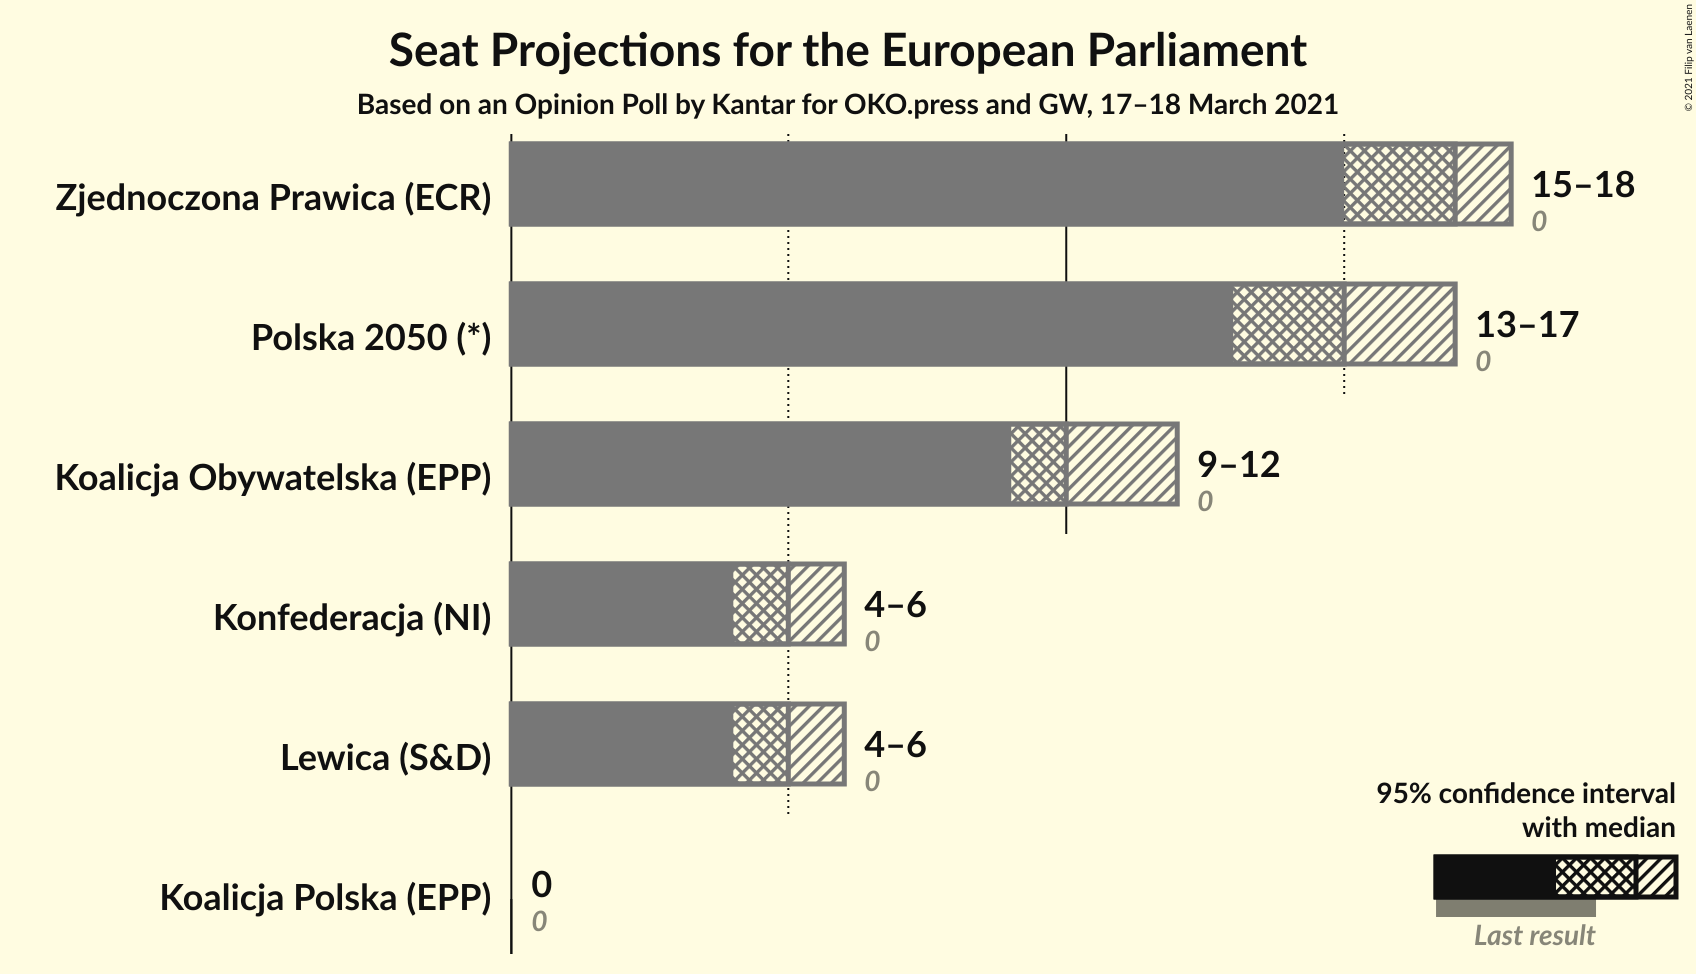 Seat Projections for the European Parliament
Based on an Opinion Poll by Kantar for OKO.press and GW, 17–18 March 2021
© 2021 Filip van Laenen
Zjednoczona Prawica (ECR)
15–18
0
Polska 2050 (*)
13–17
0
Koalicja Obywatelska (EPP)
9–12
0
Konfederacja (NI)
4–6
0
Lewica (S&D)
4–6
0
Koalicja Polska (EPP)
0
0
95% confidence interval
with median
Last result